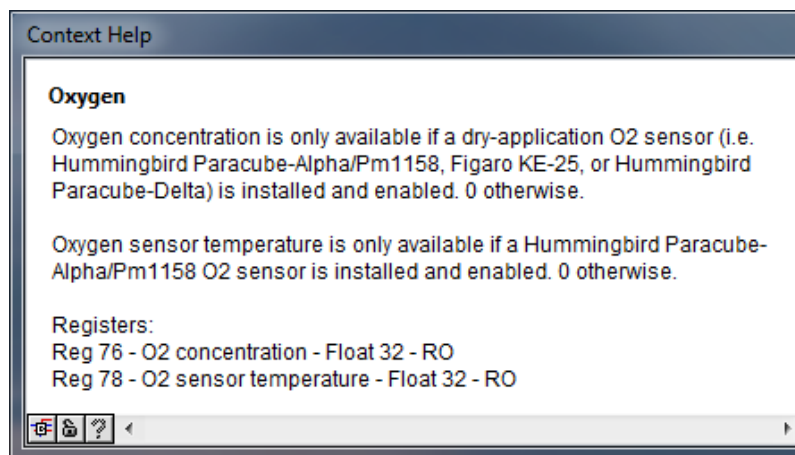 Context Help
Oxygen
Oxygen concentration is only available if a dry-application O2 sensor (i.e.
Hummingbird Paracube-Alpha/Pm1158, Figaro KE-25, or Hummingbird
Paracube-Delta) is installed and enabled. 0 otherwise.
Oxygen sensor temperature is only available if a Hummingbird Paracube-
Alpha/Pm1158 O2 sensor is installed and enabled. 0 otherwise.
Registers:
Reg 76 - O2 concentration - Float 32 - RO
Reg 78 - O2 sensor temperature - Float 32 - RO
?